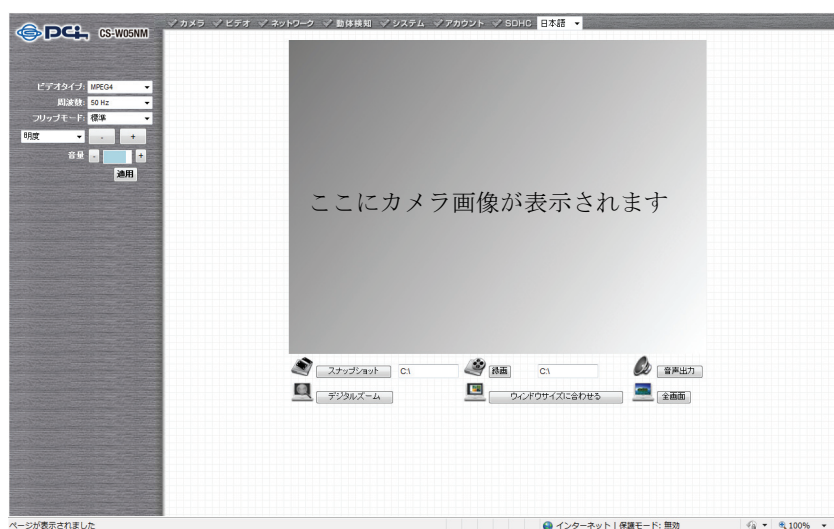 PCi CS-W05NM
カメラ ビデオ ネットワーク 動体検知 システム アカウント SDHC 日本語
ビデオタイプ: MPEG4
周波数: 50 Hz
フリップモード: 標準
明度 - +
音量 - +
適用
ここにカメラ画像が表示されます
スナップショット C:\ 録画 C:\ 音声出力
デジタルズーム ウィンドウサイズに合わせる 全画面
ページが表示されました インターネット | 保護モード: 無効 100%